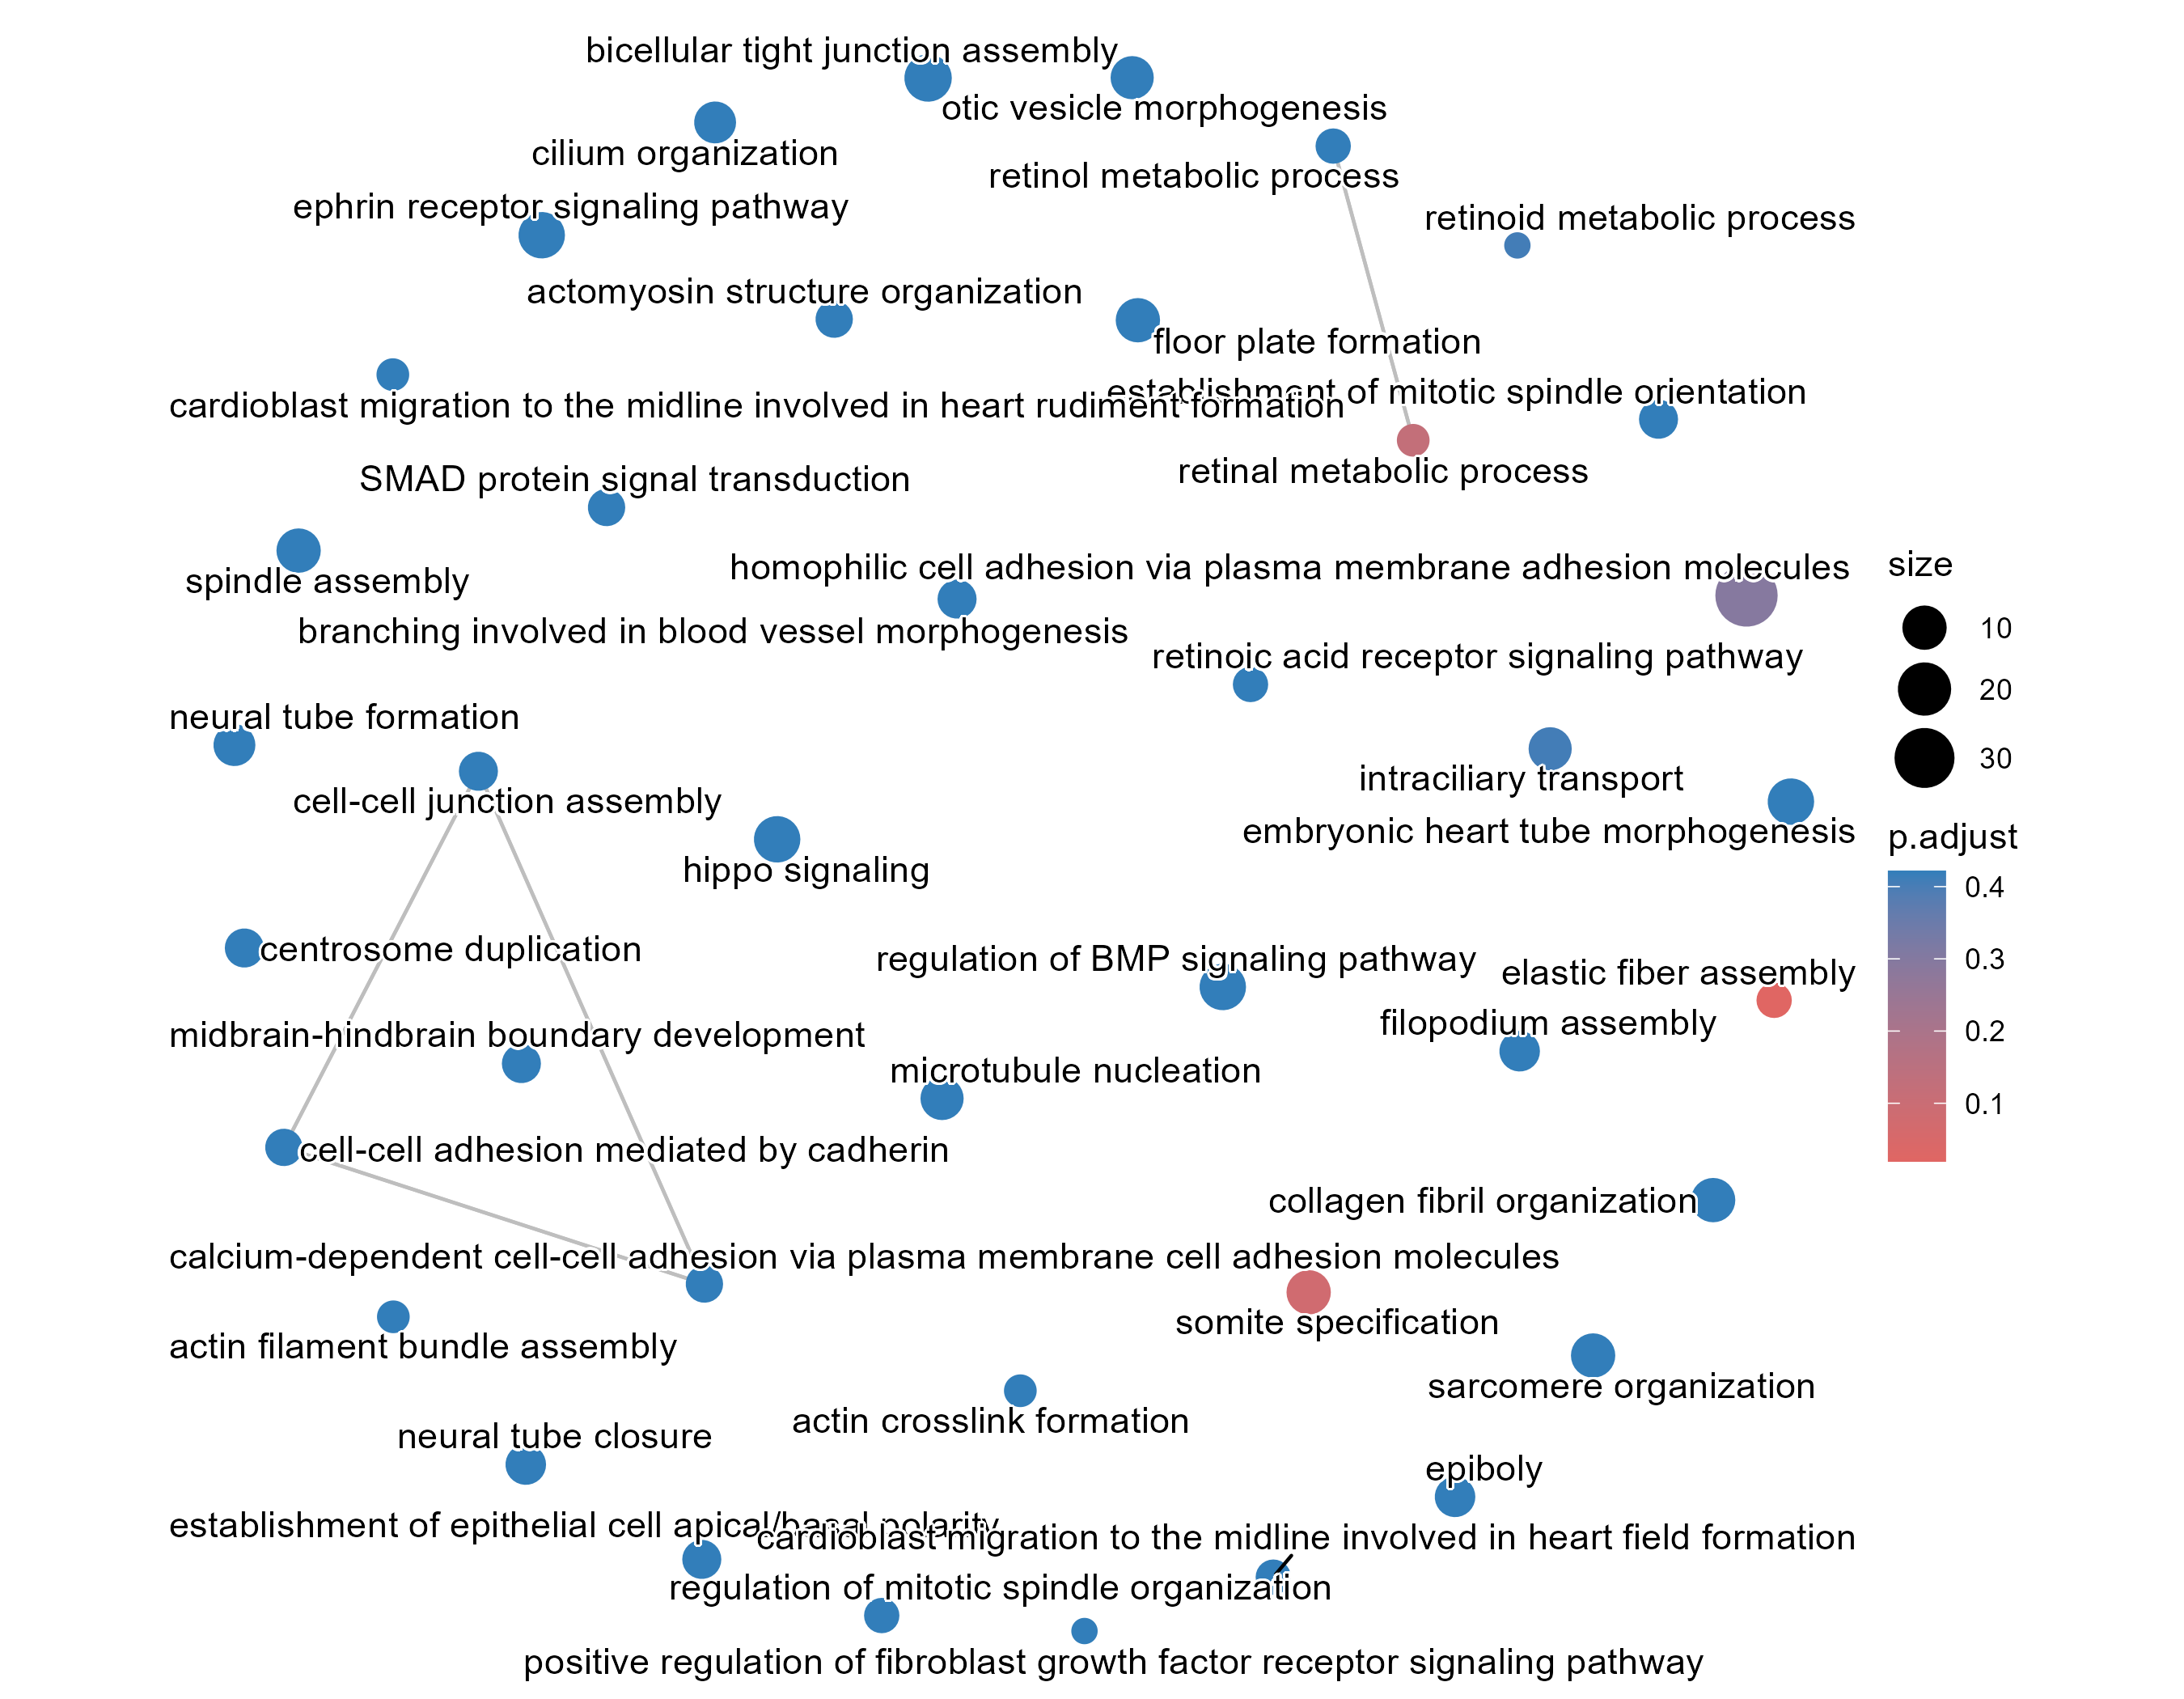 bicellular tight junction assembly
otic vesicle morphogenesis
cilium organization
retinol metabolic process
ephrin receptor signaling pathway
retinoid metabolic process
actomyosin structure organization
floor plate formation
establishment of mitotic spindle orientation
cardioblast migration to the midline involved in heart rudiment formation
retinal metabolic process
SMAD protein signal transduction
homophilic cell adhesion via plasma membrane adhesion molecules
spindle assembly
branching involved in blood vessel morphogenesis
retinoic acid receptor signaling pathway
neural tube formation
intraciliary transport
cell-cell junction assembly
embryonic heart tube morphogenesis
hippo signaling
centrosome duplication
regulation of BMP signaling pathway
elastic fiber assembly
filopodium assembly
midbrain-hindbrain boundary development
microtubule nucleation
cell-cell adhesion mediated by cadherin
collagen fibril organization
calcium-dependent cell-cell adhesion via plasma membrane cell adhesion molecules
somite specification
actin filament bundle assembly
sarcomere organization
actin crosslink formation
neural tube closure
epiboly
establishment of epithelial cell apical/basal polarity
cardioblast migration to the midline involved in heart field formation
regulation of mitotic spindle organization
positive regulation of fibroblast growth factor receptor signaling pathway
size
10
20
30
p.adjust
0.4
0.3
0.2
0.1